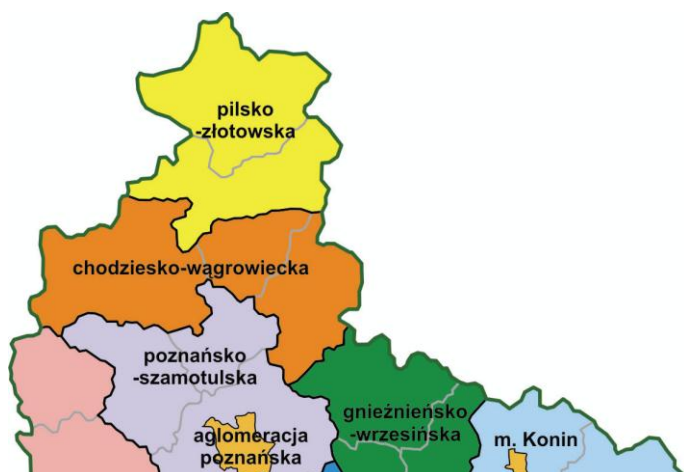 pilsko
-złotowska
chodziesko-wągrowiecka
poznańsko
-szamotulska
gnieźnieńsko
-wrzesińska
aglomeracja
poznańska
m. Konin